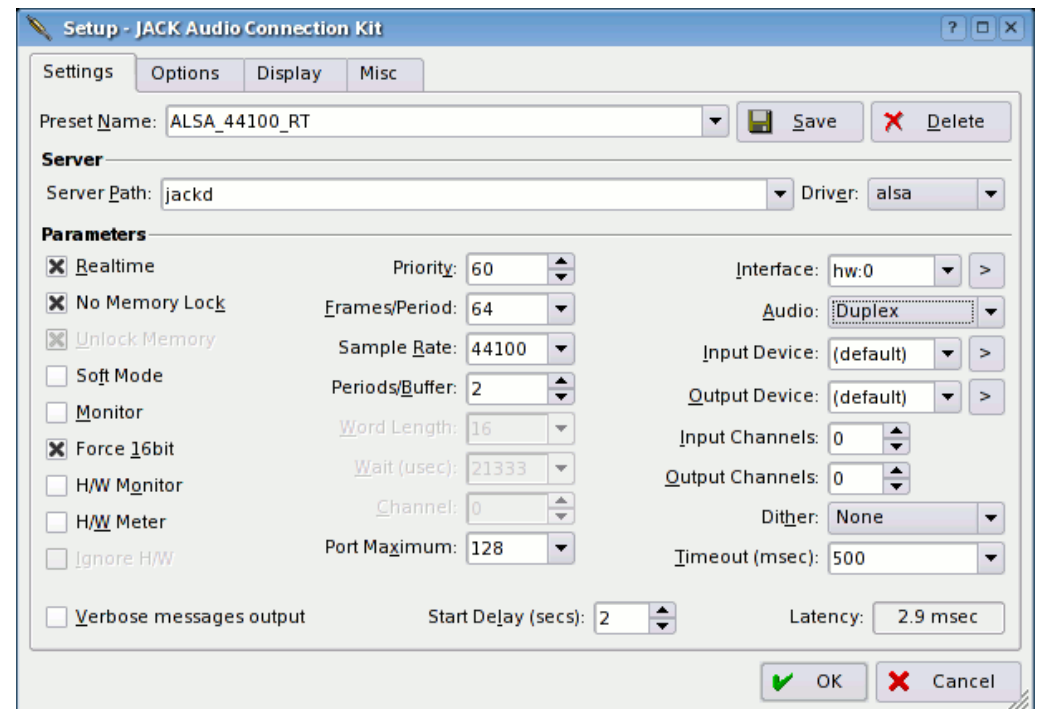 Setup - JACK Audio Connection Kit
Settings Options Display Misc
Preset Name: ALSA_44100_RT Save Delete
Server
Server Path: jackd Driver: alsa
Parameters
Realtime Priority: 60 Interface: hw:0 >
No Memory Lock Frames/Period: 64 Audio: Duplex
Unlock Memory Sample Rate: 44100 Input Device: (default) >
Soft Mode Periods/Buffer: 2 Output Device: (default) >
Monitor Word Length: 16 Input Channels: 0
Force 16bit Wait (usec): 21333 Output Channels: 0
H/W Monitor Channel: 0 Dither: None
H/W Meter Port Maximum: 128 Timeout (msec): 500
Ignore H/W
Verbose messages output Start Delay (secs): 2 Latency: 2.9 msec
OK Cancel